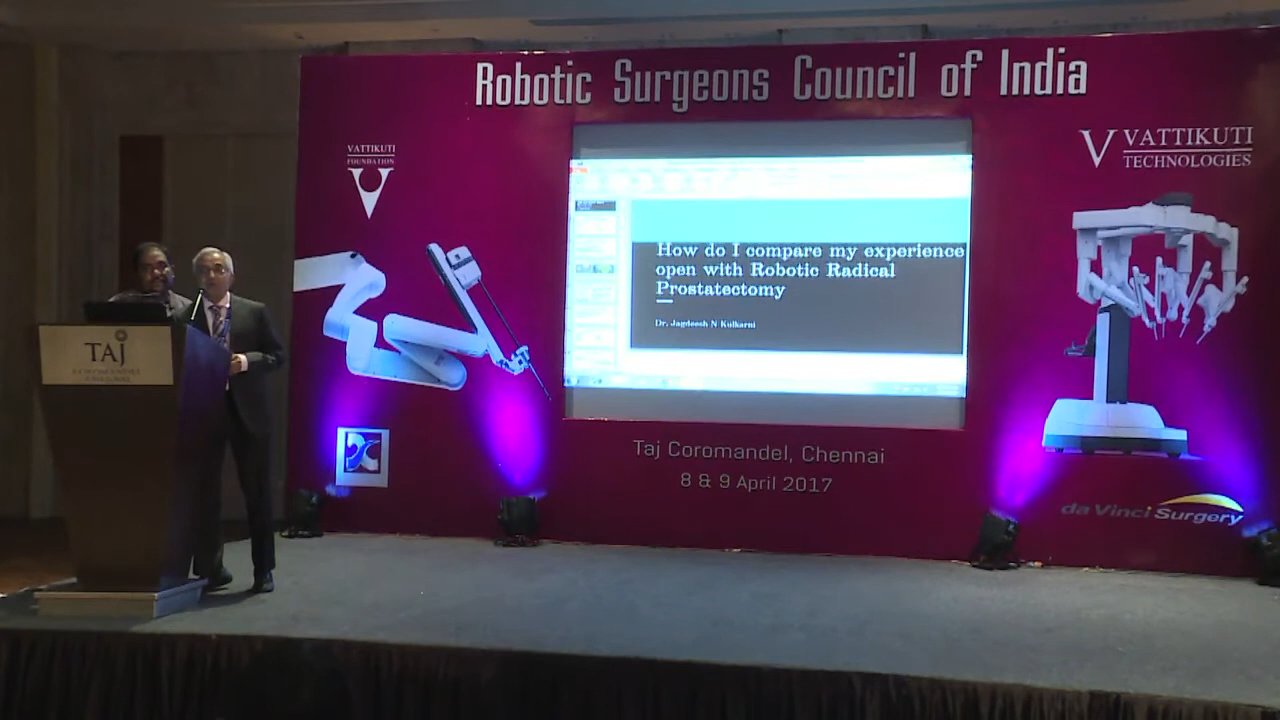 Robotic Surgeons Council of India
VATTIKUTI
FOUNDATION
VATTIKUTI
TECHNOLOGIES
How do I compare my experience
open with Robotic Radical
Prostatectomy
Dr. Jagdeesh N Kulkarni
TAJ
Taj Coromandel, Chennai
8 & 9 April 2017
da Vinci Surgery